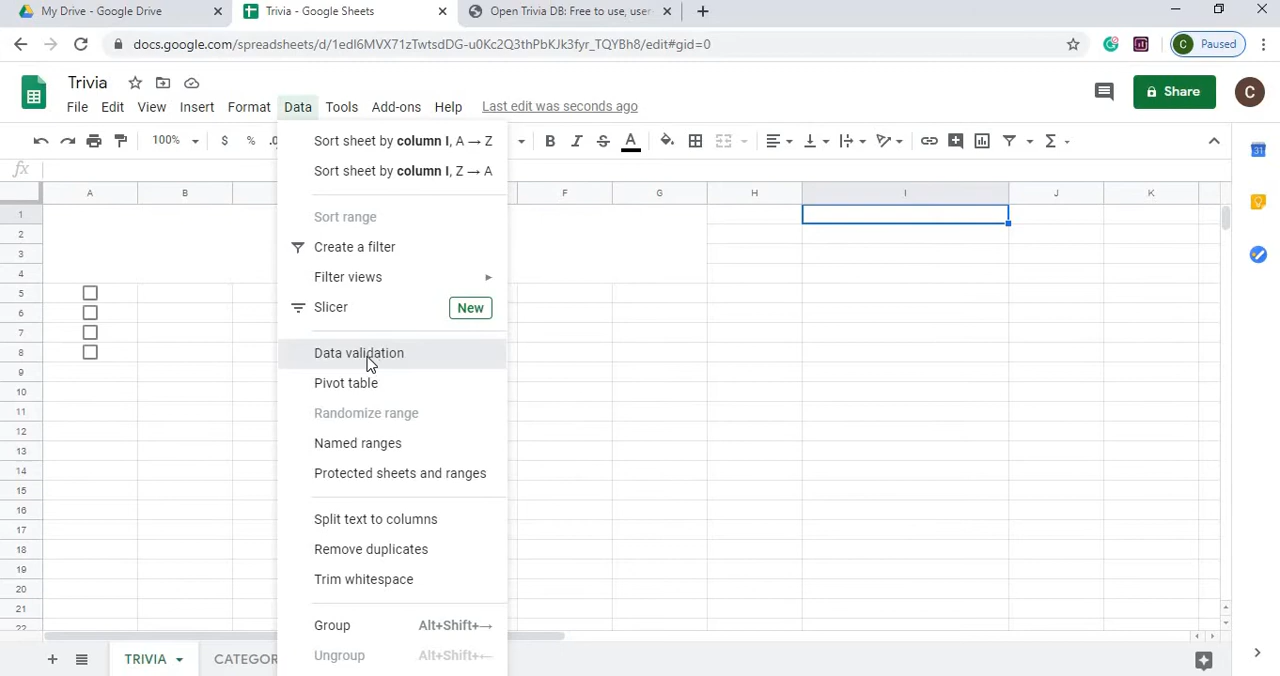 My Drive - Google Drive
Trivia - Google Sheets
Open Trivia DB: Free to use, user
docs.google.com/spreadsheets/d/1edI6MVX71zTwtsdDG-u0Kc2Q3thPbKJk3fyr_TQYBh8/edit#gid=0
C Paused
Trivia
File Edit View Insert Format Data Tools Add-ons Help Last edit was seconds ago
Share
C
100% $ % .0 B I S A
fx
A B F G H I J K
Sort sheet by column I, A → Z
Sort sheet by column I, Z → A
Sort range
Create a filter
Filter views
Slicer New
Data validation
Pivot table
Randomize range
Named ranges
Protected sheets and ranges
Split text to columns
Remove duplicates
Trim whitespace
Group Alt+Shift+→
Ungroup Alt+Shift+←
1
2
3
4
5
6
7
8
9
10
11
12
13
14
15
16
17
18
19
20
21
22
31
TRIVIA CATEGOR